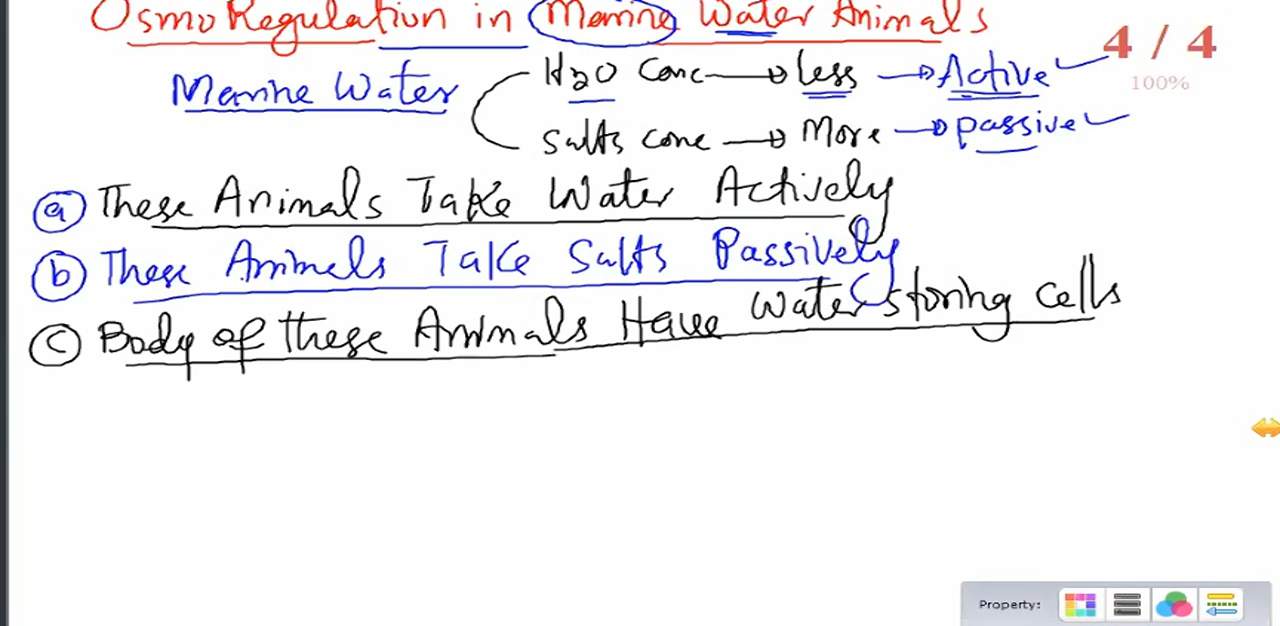 OsmoRegulation in Marine Water Animals
4 / 4
100%
Marine Water
H2O Conc → Less → Active
Salts conc → More → passive
a These Animals Take Water Actively
b These Animals Take Salts Passively
c Body of these Animals Have Water storing cells
Property: